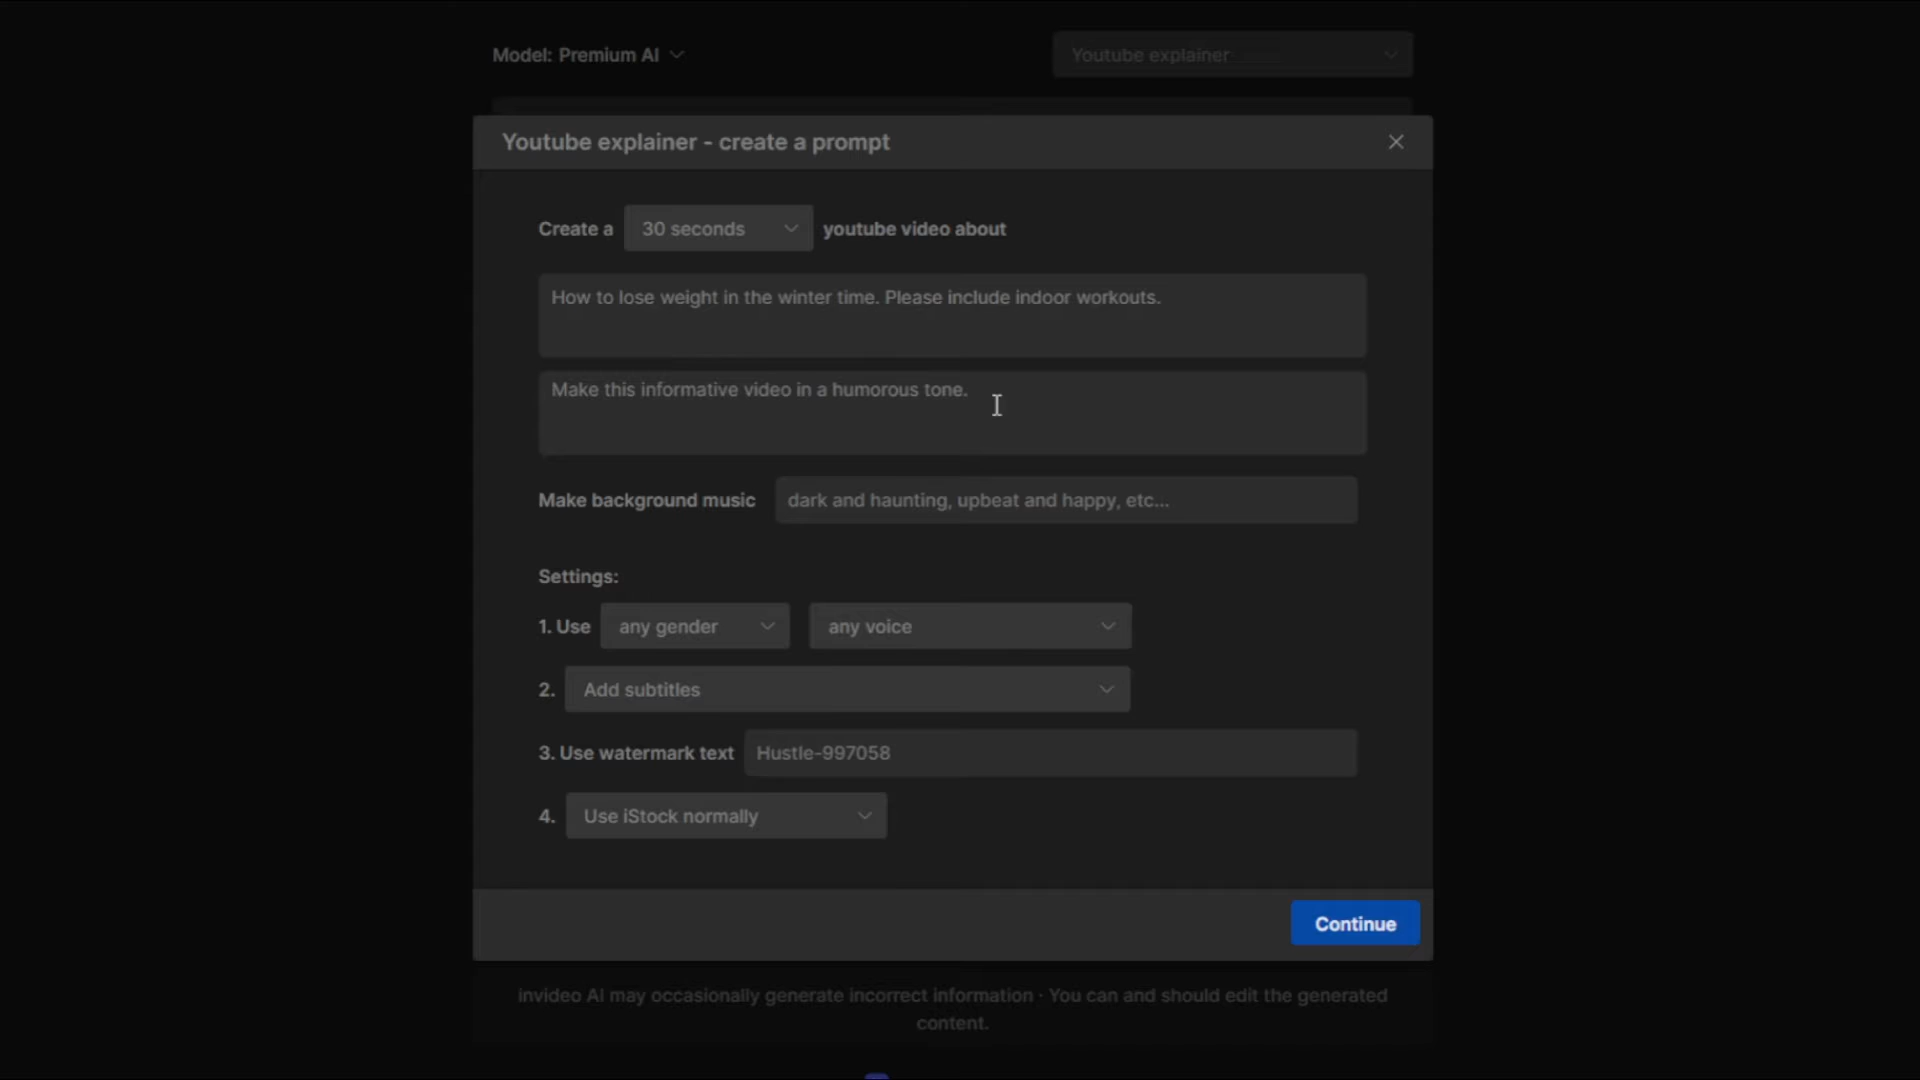 Model: Premium AI
Youtube explainer
Youtube explainer - create a prompt
Create a 30 seconds youtube video about
How to lose weight in the winter time. Please include indoor workouts.
Make this informative video in a humorous tone.
Make background music dark and haunting, upbeat and happy, etc...
Settings:
1. Use any gender any voice
2. Add subtitles
3. Use watermark text Hustle-997058
4. Use iStock normally
Continue
invideo AI may occasionally generate incorrect information · You can and should edit the generated
content.